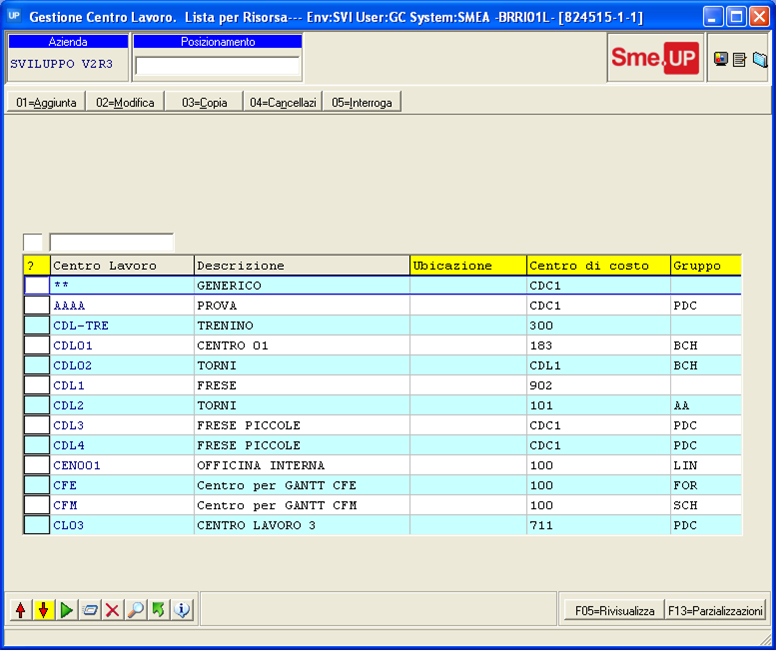 UP Gestione Centro Lavoro. Lista per Risorsa--- Env:SVI User:GC System:SMEA -BRRI01L- [824515-1-1]
Azienda Posizionamento
SVILUPPO V2R3
Sme.UP
01=Aggiunta 02=Modifica 03=Copia 04=Cancellazi 05=Interroga
? Centro Lavoro Descrizione Ubicazione Centro di costo Gruppo
** GENERICO CDC1
AAAA PROVA CDC1 PDC
CDL-TRE TRENINO 300
CDL01 CENTRO 01 183 BCH
CDL02 TORNI CDL1 BCH
CDL1 FRESE 902
CDL2 TORNI 101 AA
CDL3 FRESE PICCOLE CDC1 PDC
CDL4 FRESE PICCOLE CDC1 PDC
CEN001 OFFICINA INTERNA 100 LIN
CFE Centro per GANTT CFE 100 FOR
CFM Centro per GANTT CFM 100 SCH
CL03 CENTRO LAVORO 3 711 PDC
F05=Rivisualizza F13=Parzializzazioni